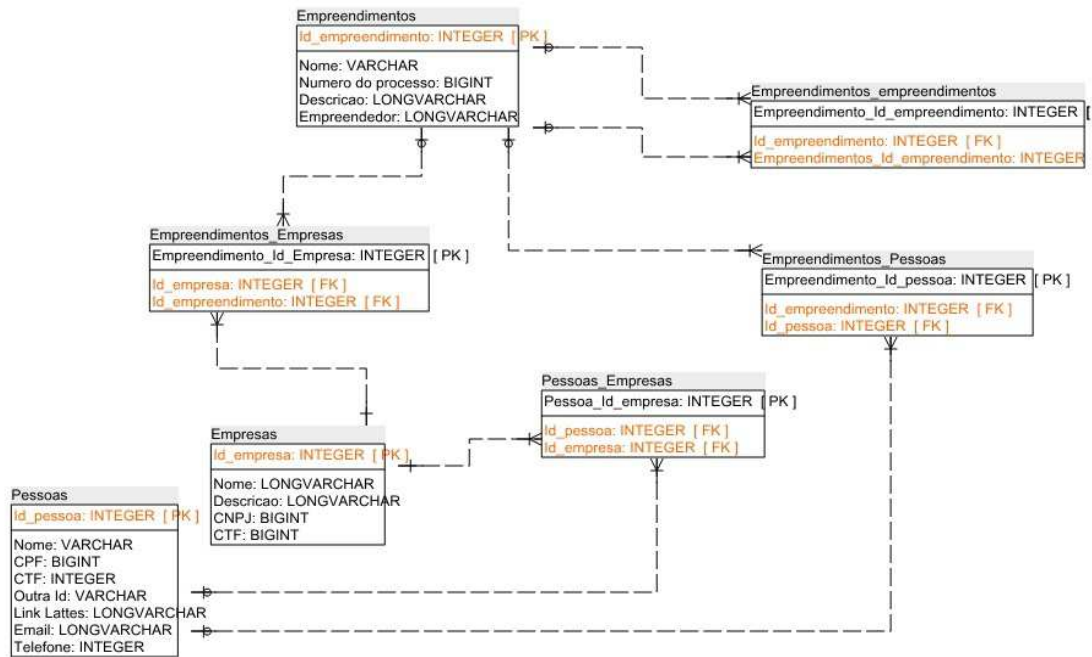 Empreendimentos
Id_empreendimento: INTEGER [ PK ]
Nome: VARCHAR
Numero do processo: BIGINT
Descricao: LONGVARCHAR
Empreendedor: LONGVARCHAR
Empreendimentos_empreendimentos
Empreendimento_Id_empreendimento: INTEGER [
Id_empreendimento: INTEGER [ FK ]
Empreendimentos_Id_empreendimento: INTEGER
Empreendimentos_Empresas
Empreendimento_Id_Empresa: INTEGER [ PK ]
Id_empresa: INTEGER [ FK ]
Id_empreendimento: INTEGER [ FK ]
Empreendimentos_Pessoas
Empreendimento_Id_pessoa: INTEGER [ PK ]
Id_empreendimento: INTEGER [ FK ]
Id_pessoa: INTEGER [ FK ]
Pessoas_Empresas
Pessoa_Id_empresa: INTEGER [ PK ]
Id_pessoa: INTEGER [ FK ]
Id_empresa: INTEGER [ FK ]
Empresas
Id_empresa: INTEGER [ PK ]
Nome: LONGVARCHAR
Descricao: LONGVARCHAR
CNPJ: BIGINT
CTF: BIGINT
Pessoas
Id_pessoa: INTEGER [ PK ]
Nome: VARCHAR
CPF: BIGINT
CTF: INTEGER
Outra Id: VARCHAR
Link Lattes: LONGVARCHAR
Email: LONGVARCHAR
Telefone: INTEGER